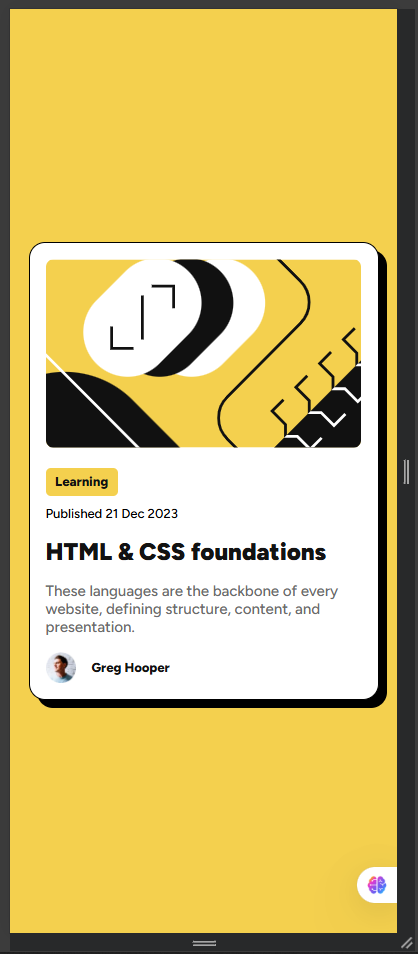 Learning
Published 21 Dec 2023
HTML & CSS foundations
These languages are the backbone of every
website, defining structure, content, and
presentation.
Greg Hooper